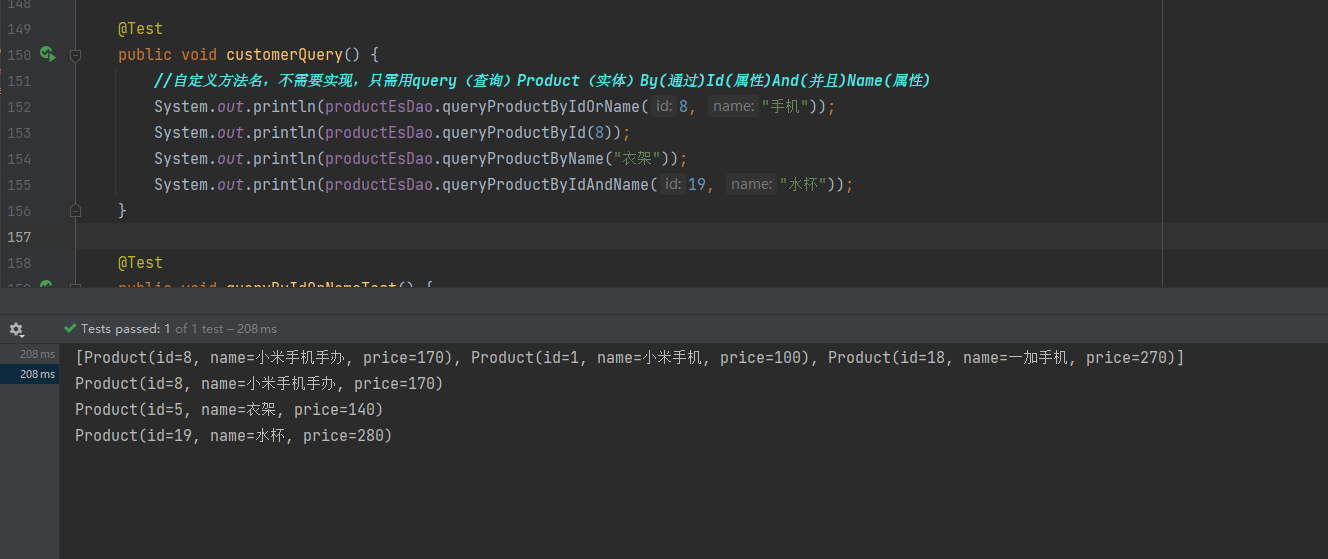 148
149 @Test
150 public void customerQuery() {
151 //自定义方法名，不需要实现，只需用query（查询）Product（实体）By(通过)Id(属性)And(并且)Name(属性)
152 System.out.println(productEsDao.queryProductByIdOrName( id: 8, name: "手机"));
153 System.out.println(productEsDao.queryProductById(8));
154 System.out.println(productEsDao.queryProductByName("衣架"));
155 System.out.println(productEsDao.queryProductByIdAndName( id: 19, name: "水杯"));
156 }
157
158 @Test
159 public void queryByIdOrNameTest() {
Tests passed: 1 of 1 test – 208 ms
208 ms [Product(id=8, name=小米手机手办, price=170), Product(id=1, name=小米手机, price=100), Product(id=18, name=一加手机, price=270)]
208 ms Product(id=8, name=小米手机手办, price=170)
Product(id=5, name=衣架, price=140)
Product(id=19, name=水杯, price=280)